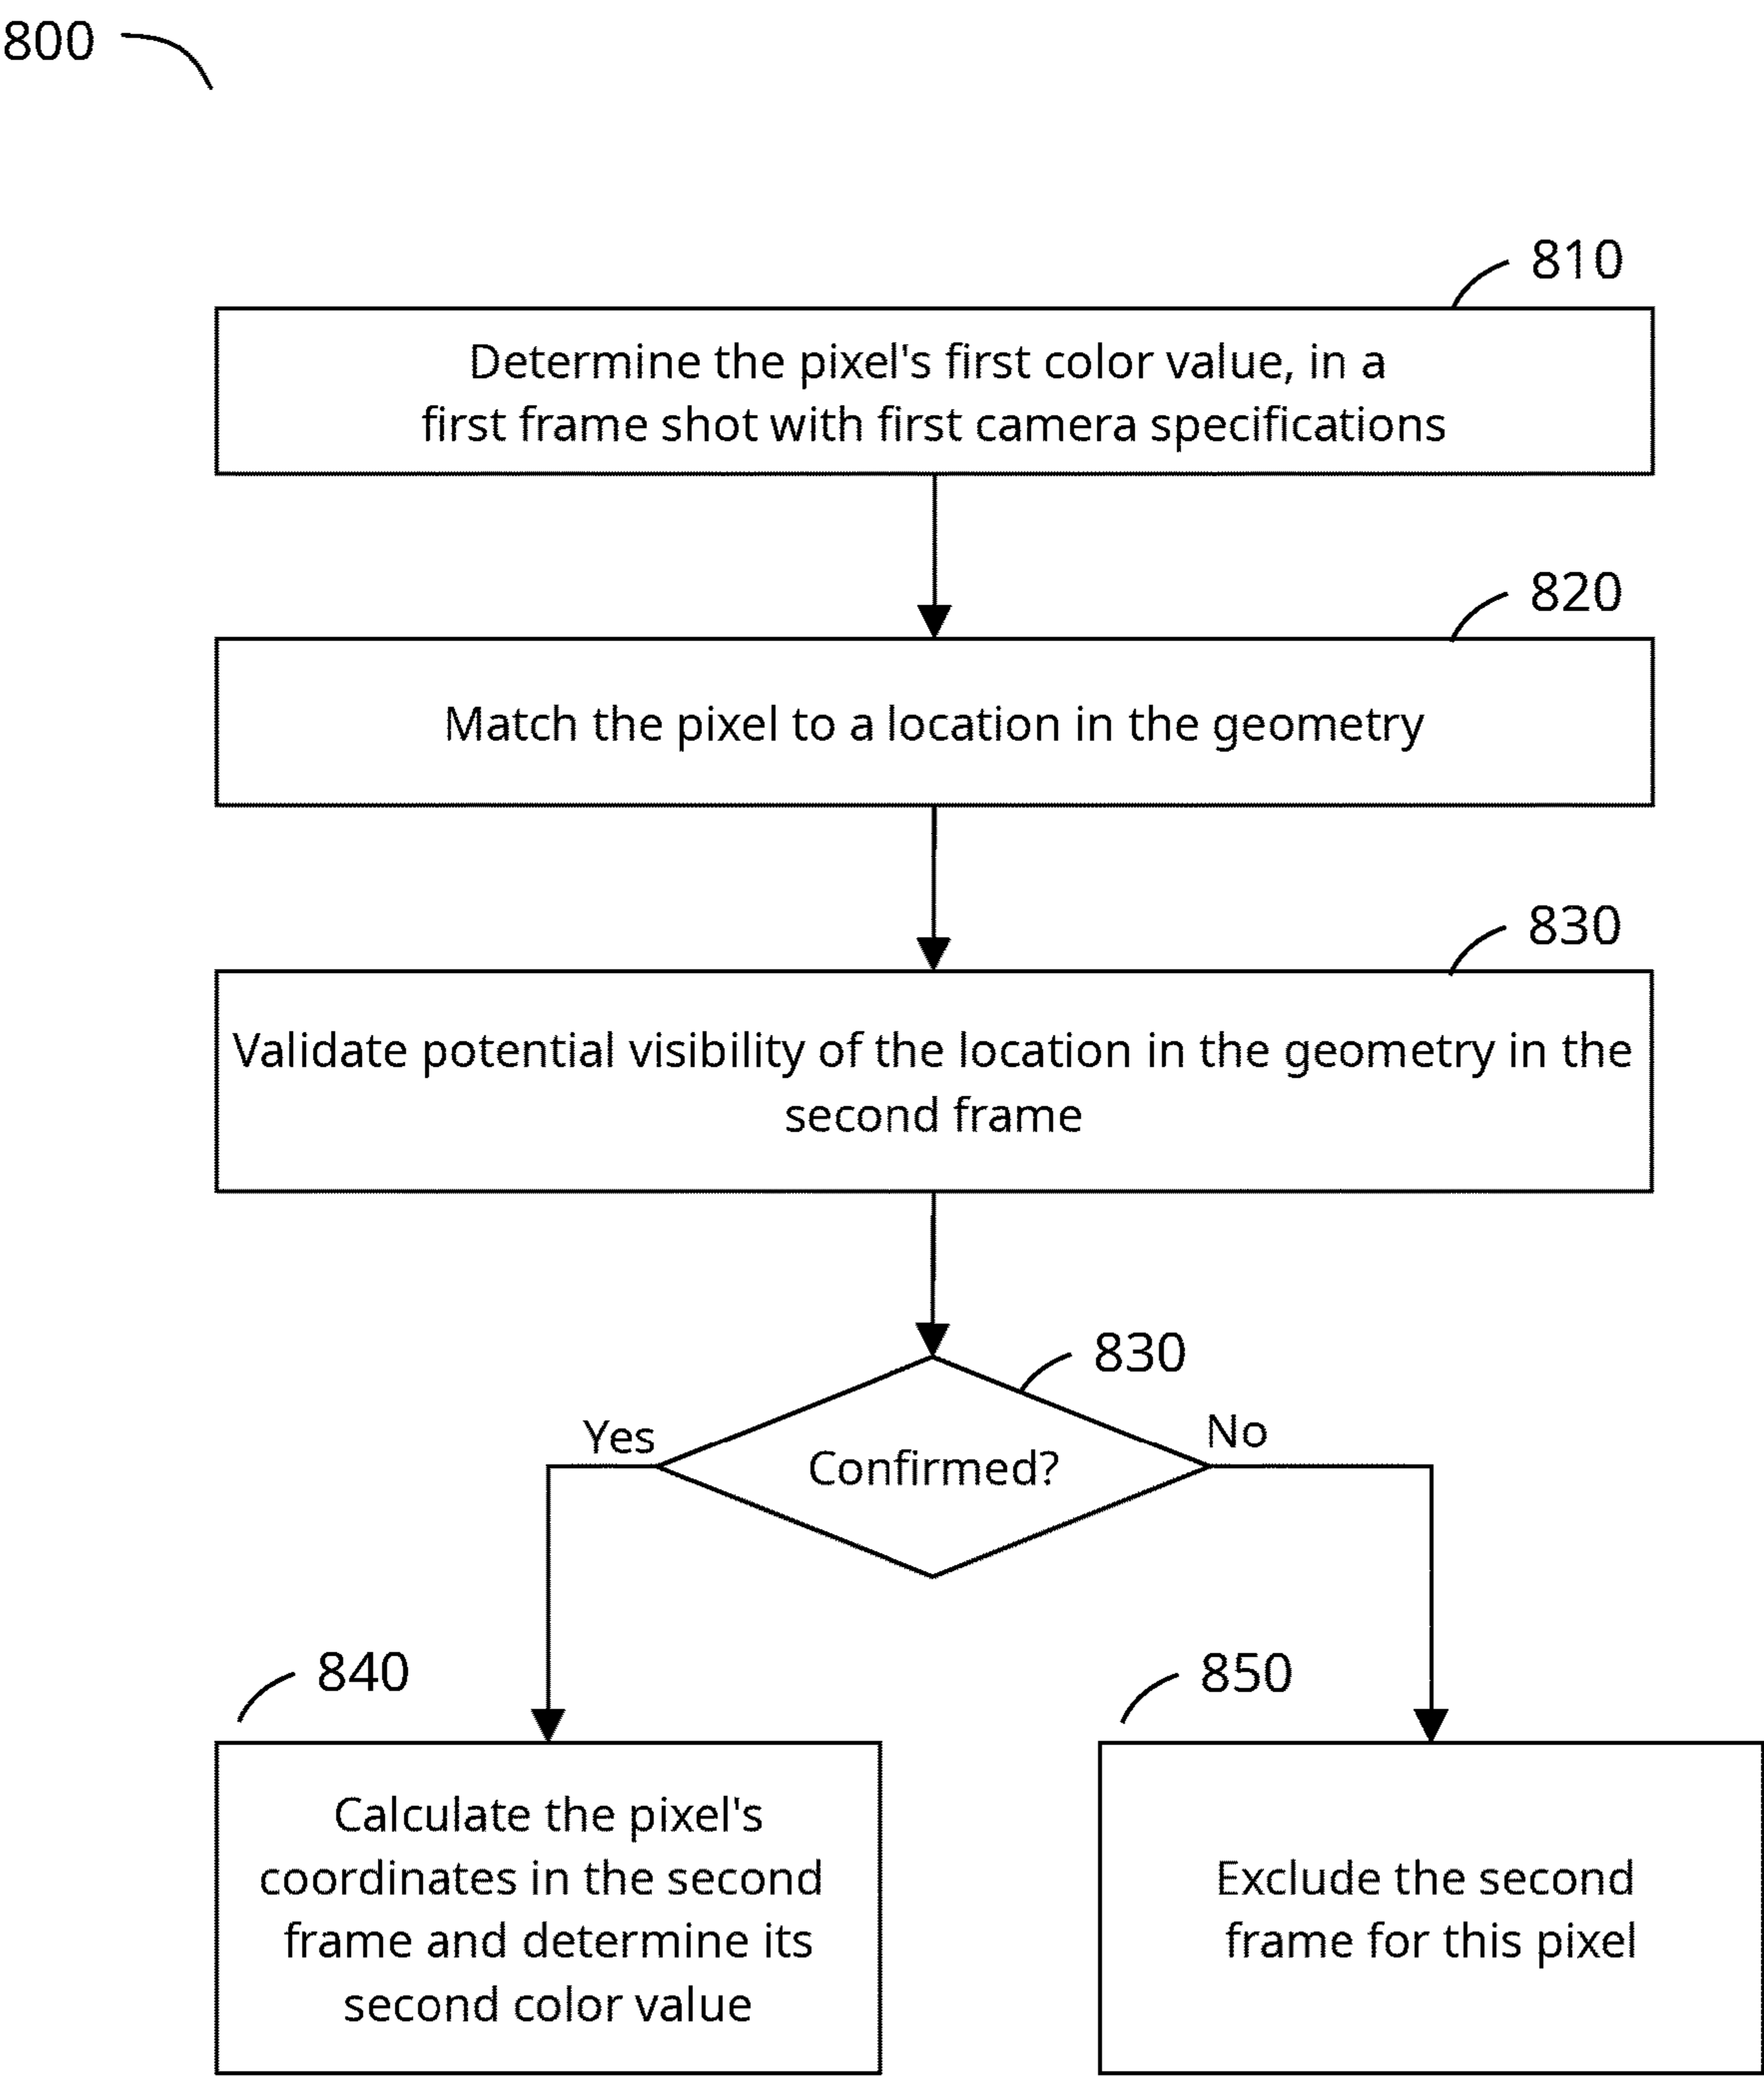 800
810
Determine the pixel's first color value, in a
first frame shot with first camera specifications
820
Match the pixel to a location in the geometry
830
Validate potential visibility of the location in the geometry in the
second frame
830
Yes
No
Confirmed?
840
850
Calculate the pixel's
coordinates in the second
frame and determine its
second color value
Exclude the second
frame for this pixel